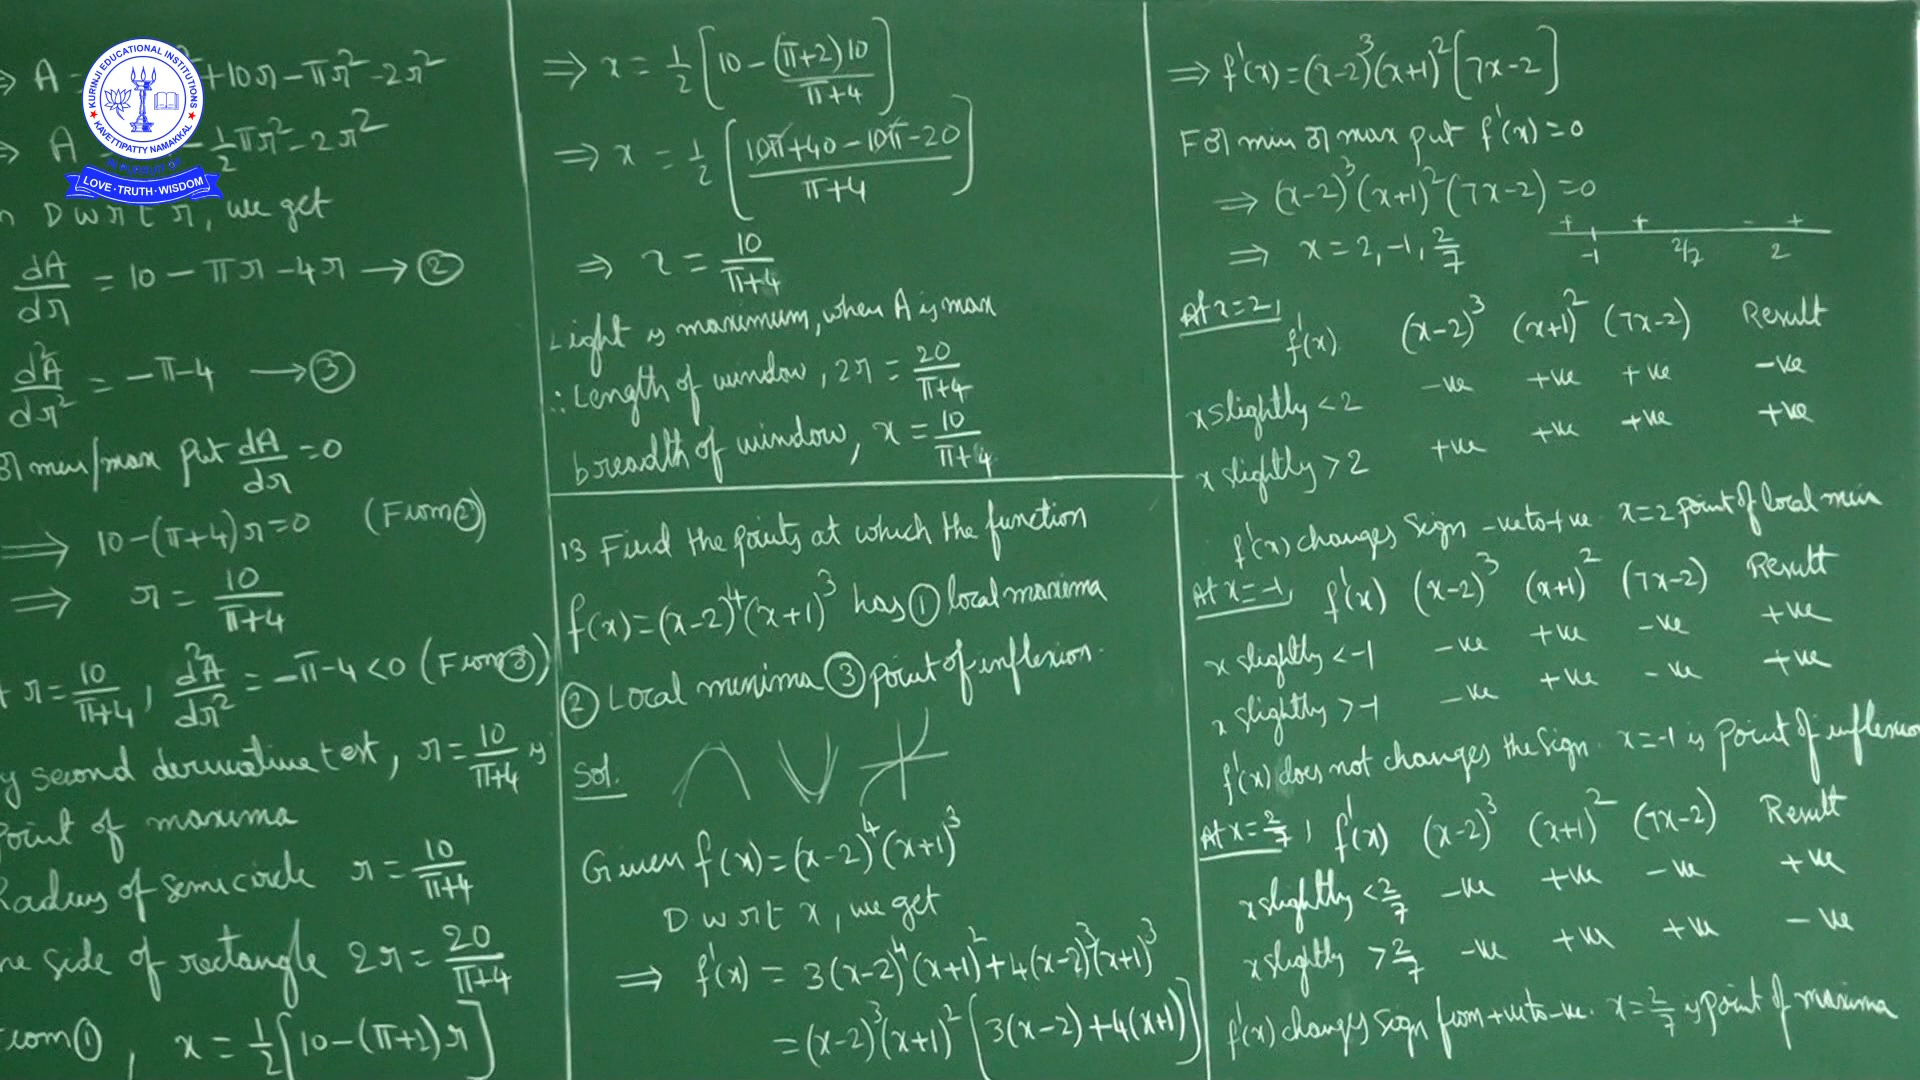 KURINJI EDUCATIONAL INSTITUTIONS
KAVETTIPATTY NAMAKKAL
LOVE · TRUTH · WISDOM
⇒ A = +10r - πr² - 2r²
⇒ A - 1/2 πr² - 2r²
D w r t r, we get
dA/dr = 10 - πr - 4r → ②
d²A/dr² = -π-4 → ③
min/max Put dA/dr = 0
⇒ 10-(π+4)r=0 (From ②)
⇒ r = 10/(π+4)
r = 10/(π+4), d²A/dr² = -π-4 <0 (From ③)
second derivative test, r = 10/(π+4) is
Point of maxima
Radius of semicircle r = 10/(π+4)
side of rectangle 2r = 20/(π+4)
From ①, x = 1/2 [10-(π+2)r]
⇒ x = 1/2 [10 - (π+2)10/(π+4)]
⇒ x = 1/2 [(10π+40-10π-20)/(π+4)]
⇒ x = 10/(π+4)
Light is maximum, when A is max
∴ Length of window, 2r = 20/(π+4)
breadth of window, x = 10/(π+4)
13 Find the points at which the function
f(x) = (x-2)⁴(x+1)³ has ① local maxima
② Local minima ③ point of inflexion.
Sol.
Given f(x) = (x-2)⁴(x+1)³
D w r t x, we get
⇒ f'(x) = 3(x-2)⁴(x+1)² + 4(x-2)³(x+1)³
= (x-2)³(x+1)² [3(x-2)+4(x+1)]
⇒ f'(x) = (x-2)³(x+1)² [7x-2]
For min or max put f'(x) = 0
⇒ (x-2)³(x+1)²(7x-2) = 0
⇒ x = 2, -1, 2/7
+ + - +
-1 2/7 2
At x=2,
f'(x) (x-2)³ (x+1)² (7x-2) Result
x slightly < 2 -ve +ve +ve -ve
x slightly > 2 +ve +ve +ve +ve
f'(x) changes sign -ve to +ve. x=2 point of local min
At x=-1, f'(x) (x-2)³ (x+1)² (7x-2) Result
x slightly < -1 -ve +ve -ve +ve
x slightly > -1 -ve +ve -ve +ve
f'(x) does not changes the sign. x=-1 is point of inflexion
At x = 2/7, f'(x) (x-2)³ (x+1)² (7x-2) Result
x slightly < 2/7 -ve +ve -ve +ve
x slightly > 2/7 -ve +ve +ve -ve
f'(x) changes sign from +ve to -ve. x = 2/7 is point of maxima